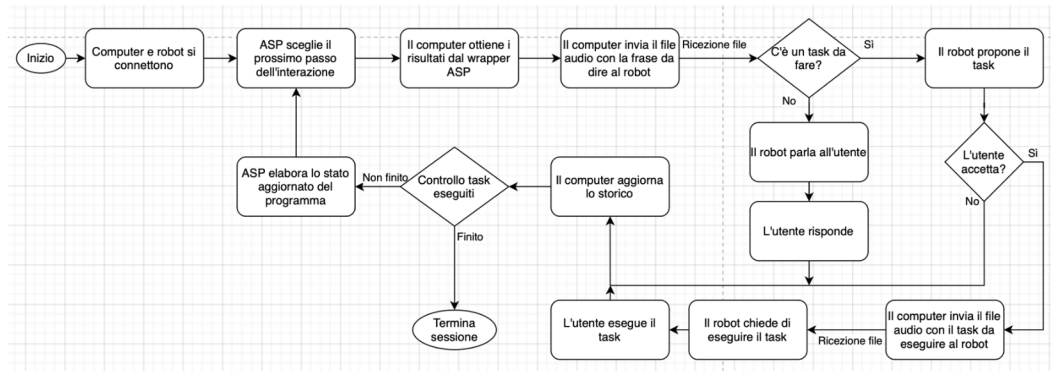 Inizio
Computer e robot si
connettono
ASP sceglie il
prossimo passo
dell'interazione
Il computer ottiene i
risultati dal wrapper
ASP
Il computer invia il file
audio con la frase da
dire al robot
Ricezione file
C'è un task da
fare?
Sì
Il robot propone il
task
No
Il robot parla all'utente
L'utente
accetta?
Sì
No
L'utente risponde
ASP elabora lo stato
aggiornato del
programma
Non finito
Controllo task
eseguiti
Il computer aggiorna
lo storico
Finito
Termina
sessione
L'utente esegue il
task
Il robot chiede di
eseguire il task
Ricezione file
Il computer invia il file
audio con il task da
eseguire al robot